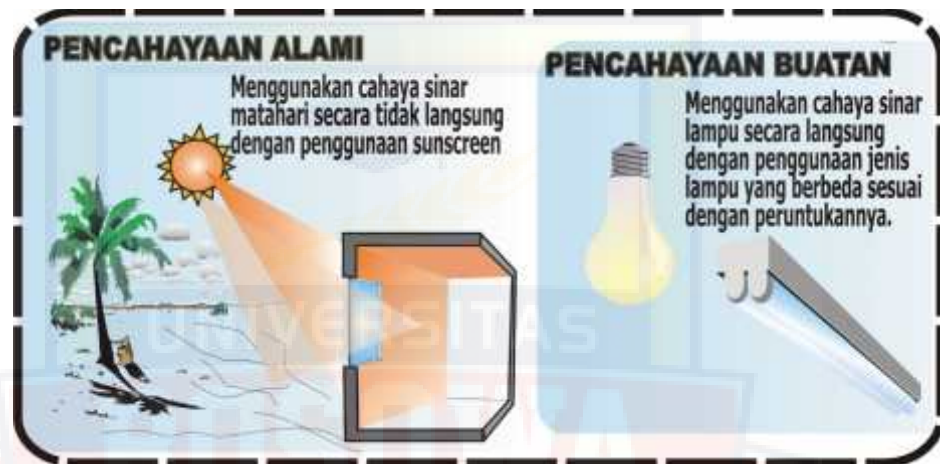 PENCAHAYAAN ALAMI
Menggunakan cahaya sinar
matahari secara tidak langsung
dengan penggunaan sunscreen
PENCAHAYAAN BUATAN
Menggunakan cahaya sinar
lampu secara langsung
dengan penggunaan jenis
lampu yang berbeda sesuai
dengan peruntukannya.
UNIVERSITAS